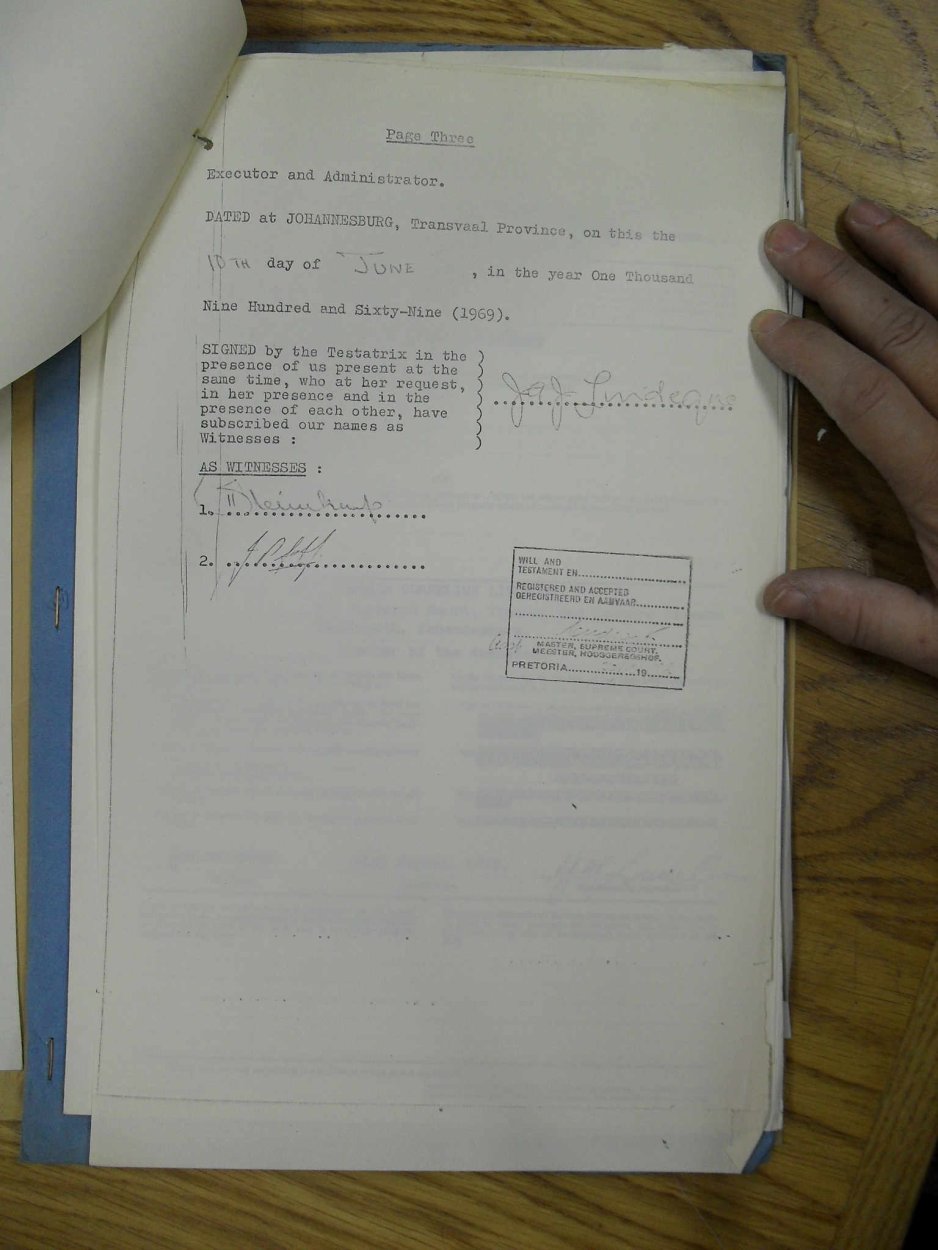 Page Three
Executor and Administrator.
DATED at JOHANNESBURG, Transvaal Province, on this the
10TH day of JUNE , in the year One Thousand
Nine Hundred and Sixty-Nine (1969).
SIGNED by the Testatrix in the
presence of us present at the
same time, who at her request,
in her presence and in the
presence of each other, have
subscribed our names as
Witnesses :
Lindeque
AS WITNESSES :
1.
2.
WILL AND
TESTAMENT EN
REGISTERED AND ACCEPTED
GEREGISTREERD EN AANVAAR
MASTER, SUPREME COURT.
MEESTER, HOOGGEREGSHOF.
PRETORIA 19